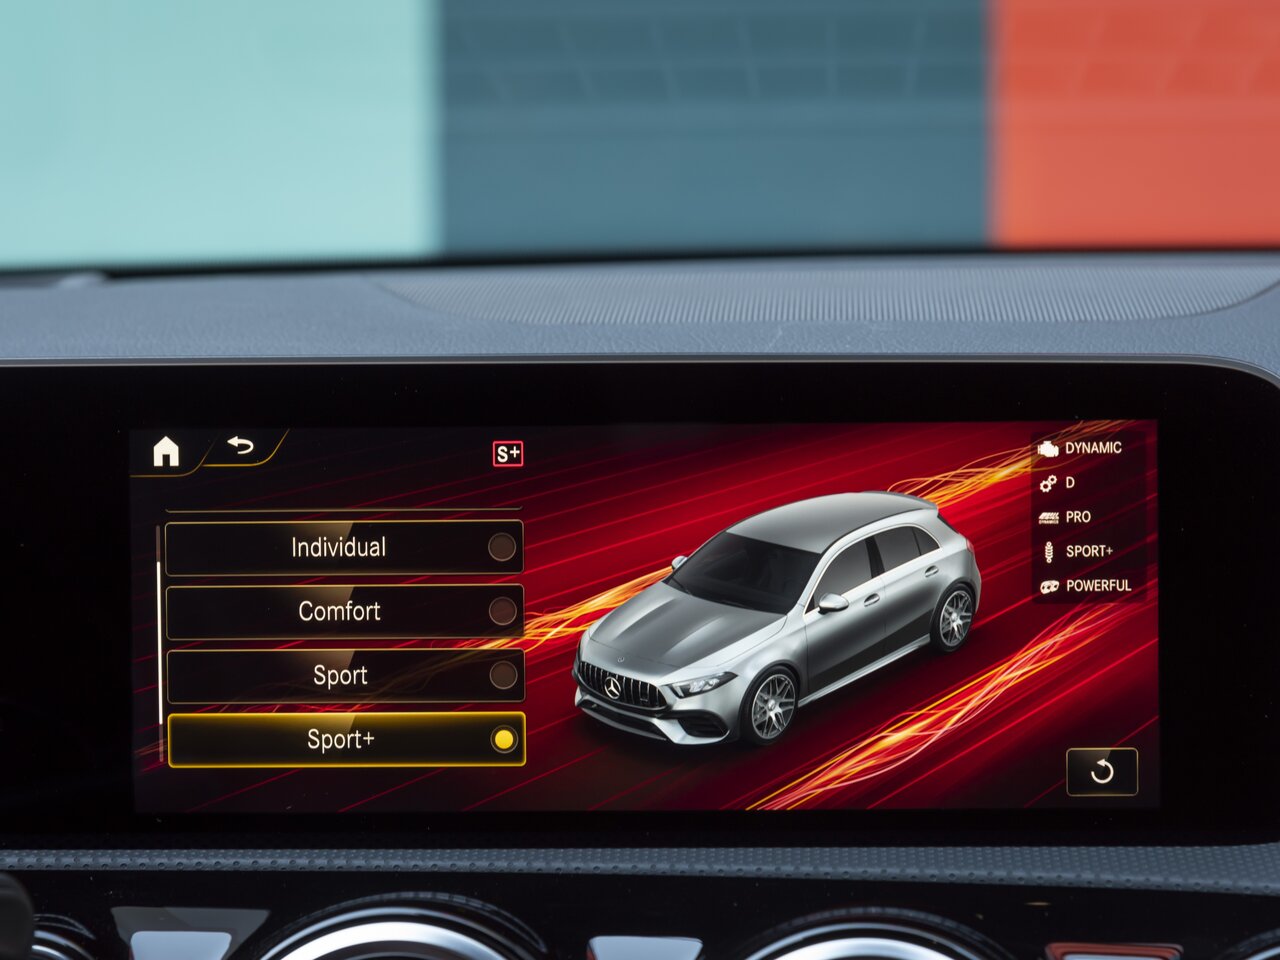 S+
Individual
Comfort
Sport
Sport+
DYNAMIC
D
PRO
SPORT+
POWERFUL